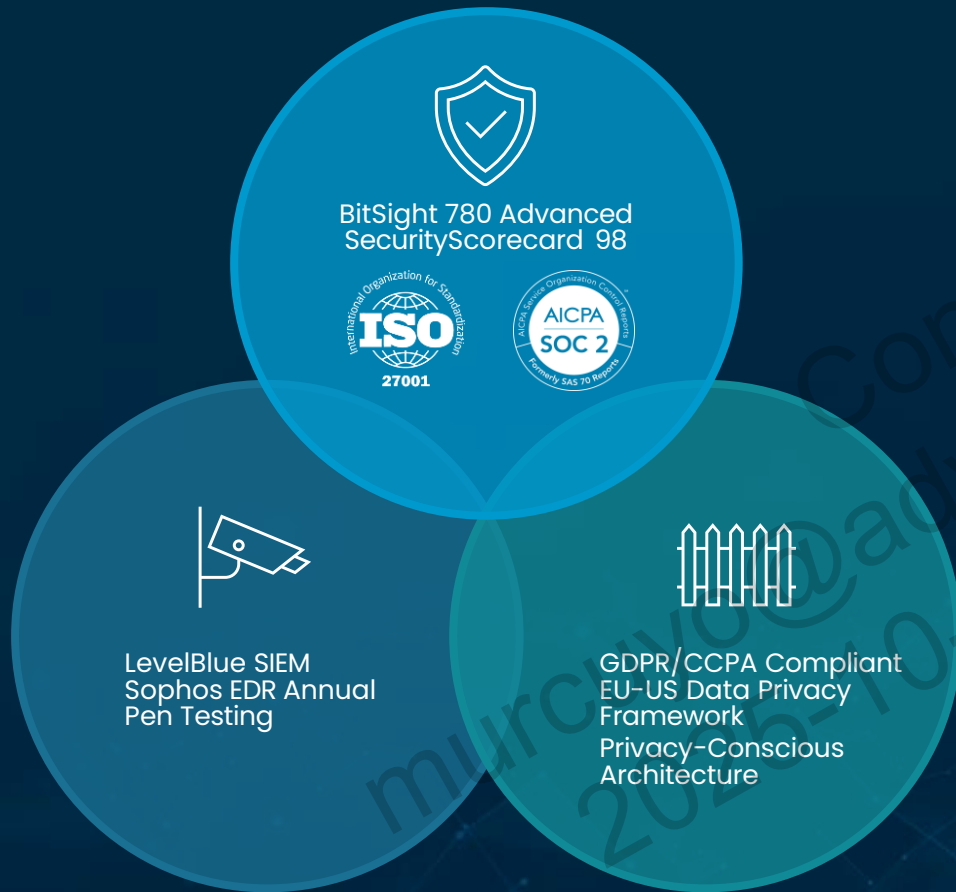 BitSight 780 Advanced
SecurityScorecard 98
International Organization for Standardization
ISO
27001
AICPA Service Organization Control Reports
AICPA
SOC 2
Formerly SAS 70 Reports
LevelBlue SIEM
Sophos EDR Annual
Pen Testing
GDPR/CCPA Compliant
EU-US Data Privacy
Framework
Privacy-Conscious
Architecture